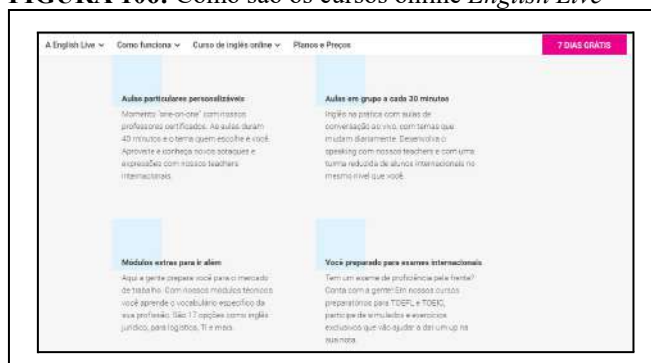 FIGURA 106: Como são os cursos online English Live
A English Live Como funciona Curso de inglês online Planos e Preços 7 DIAS GRÁTIS
Aulas particulares personalizáveis
Momento "one-on-one" com nossos
professores certificados. As aulas duram
40 minutos e o tema quem escolhe é você.
Aproveite e conheça novos sotaques e
expressões com nossos teachers
internacionais.
Aulas em grupo a cada 30 minutos
Inglês na prática com aulas de
conversação ao vivo, com temas que
mudam diariamente. Desenvolva o
speaking com nossos teachers e com uma
turma reduzida de alunos internacionais no
mesmo nível que você.
Módulos extras para ir além
Aqui a gente prepara você para o mercado
de trabalho. Com nossos módulos técnicos
você aprende o vocabulário específico da
sua profissão. São 17 opções como inglês
jurídico, para logística, TI e mais.
Você preparado para exames internacionais
Tem um exame de proficiência pela frente?
Conta com a gente! Em nossos cursos
preparatórios para TOEFL e TOEIC,
participe de simulados e exercícios
exclusivos que vão ajudar a dar um up na
sua nota.